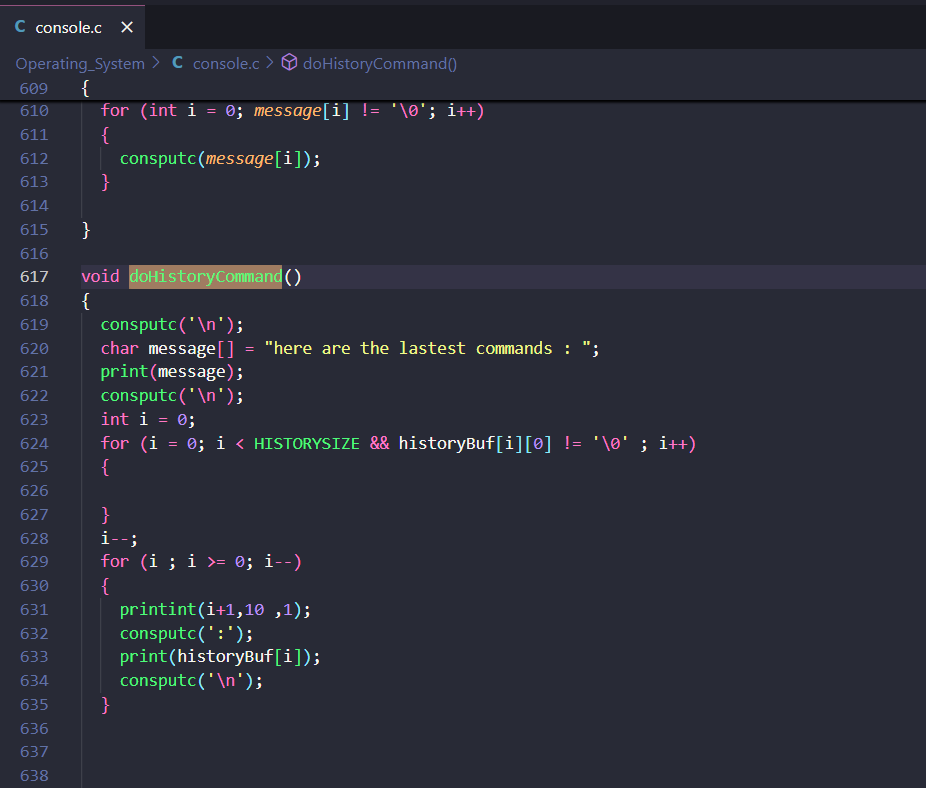 C console.c ×
Operating_System > C console.c > doHistoryCommand()
609 {
610 for (int i = 0; message[i] != '\0'; i++)
611 {
612 consputc(message[i]);
613 }
614
615 }
616
617 void doHistoryCommand()
618 {
619 consputc('\n');
620 char message[] = "here are the lastest commands : ";
621 print(message);
622 consputc('\n');
623 int i = 0;
624 for (i = 0; i < HISTORYSIZE && historyBuf[i][0] != '\0' ; i++)
625 {
626
627 }
628 i--;
629 for (i ; i >= 0; i--)
630 {
631 printint(i+1,10 ,1);
632 consputc(':');
633 print(historyBuf[i]);
634 consputc('\n');
635 }
636
637
638